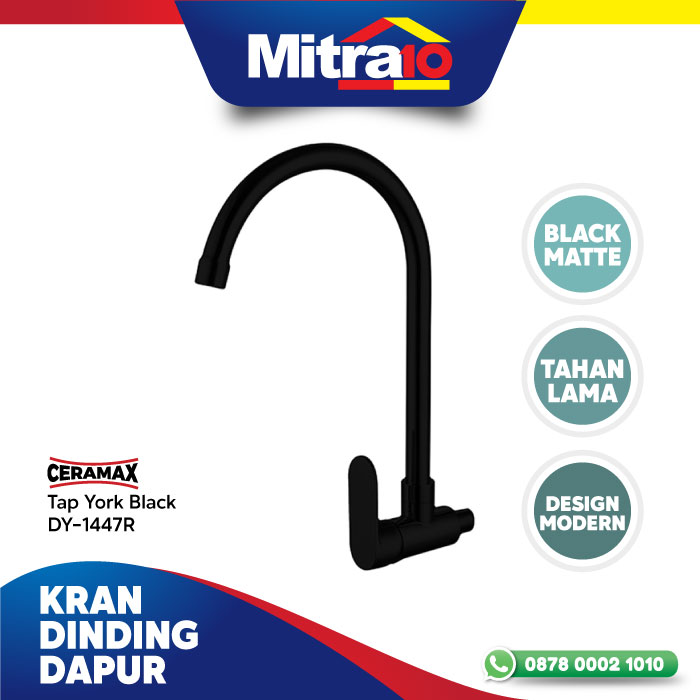 Mitra10
BLACK
MATTE
TAHAN
LAMA
CERAMAX
Tap York Black
DY-1447R
DESIGN
MODERN
KRAN
DINDING
DAPUR
0878 0002 1010